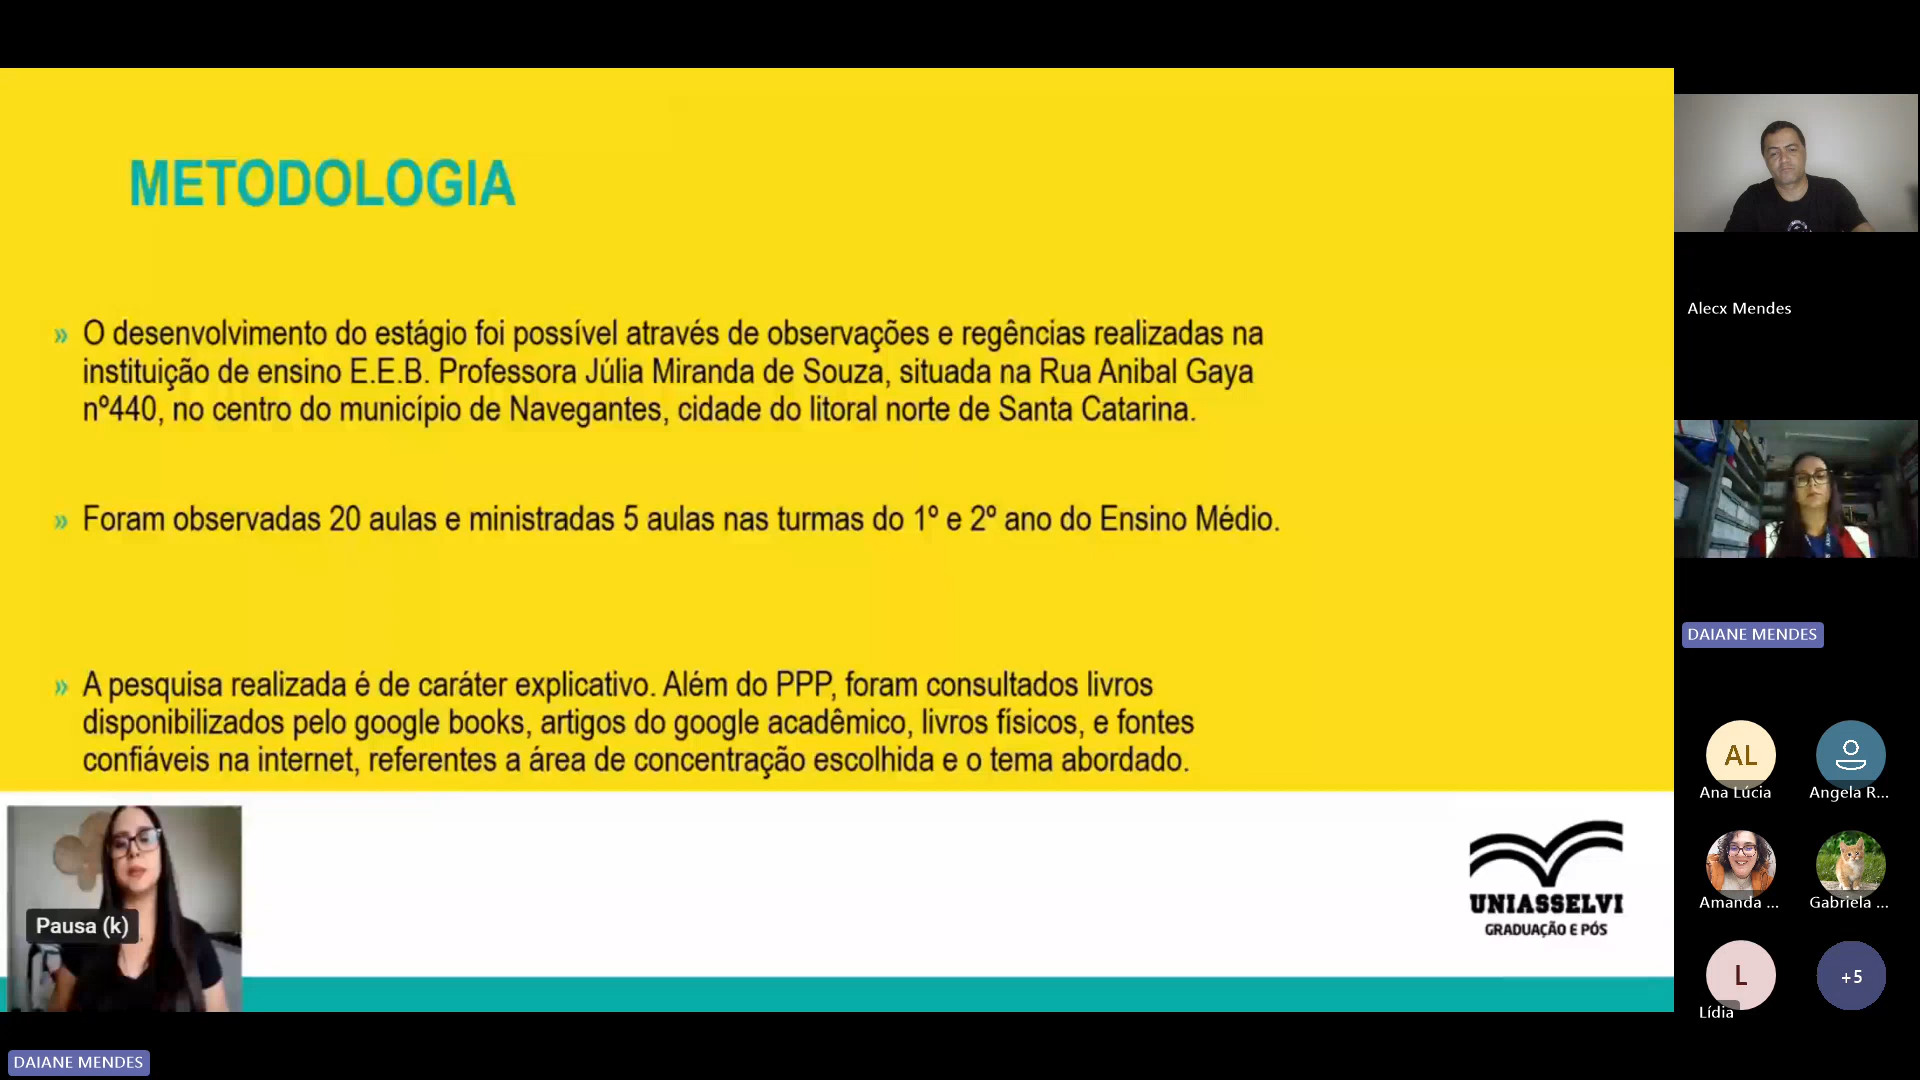 METODOLOGIA
» O desenvolvimento do estágio foi possível através de observações e regências realizadas na
instituição de ensino E.E.B. Professora Júlia Miranda de Souza, situada na Rua Anibal Gaya
nº440, no centro do município de Navegantes, cidade do litoral norte de Santa Catarina.
» Foram observadas 20 aulas e ministradas 5 aulas nas turmas do 1º e 2º ano do Ensino Médio.
» A pesquisa realizada é de caráter explicativo. Além do PPP, foram consultados livros
disponibilizados pelo google books, artigos do google acadêmico, livros físicos, e fontes
confiáveis na internet, referentes a área de concentração escolhida e o tema abordado.
Pausa (k)
UNIASSELVI
GRADUAÇÃO E PÓS
DAIANE MENDES
Alecx Mendes
DAIANE MENDES
AL
Ana Lúcia
Angela R...
Amanda ...
Gabriela ...
L
Lídia
+5